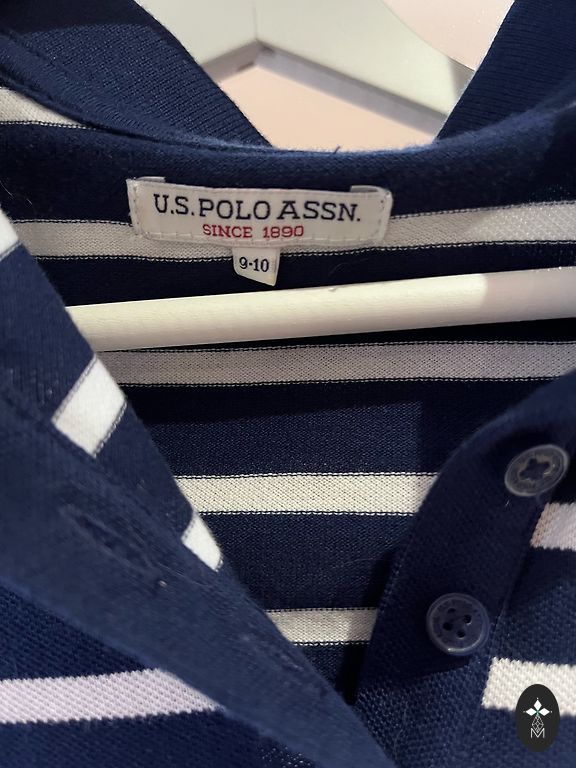 U.S. POLO ASSN.
SINCE 1890
9-10
M